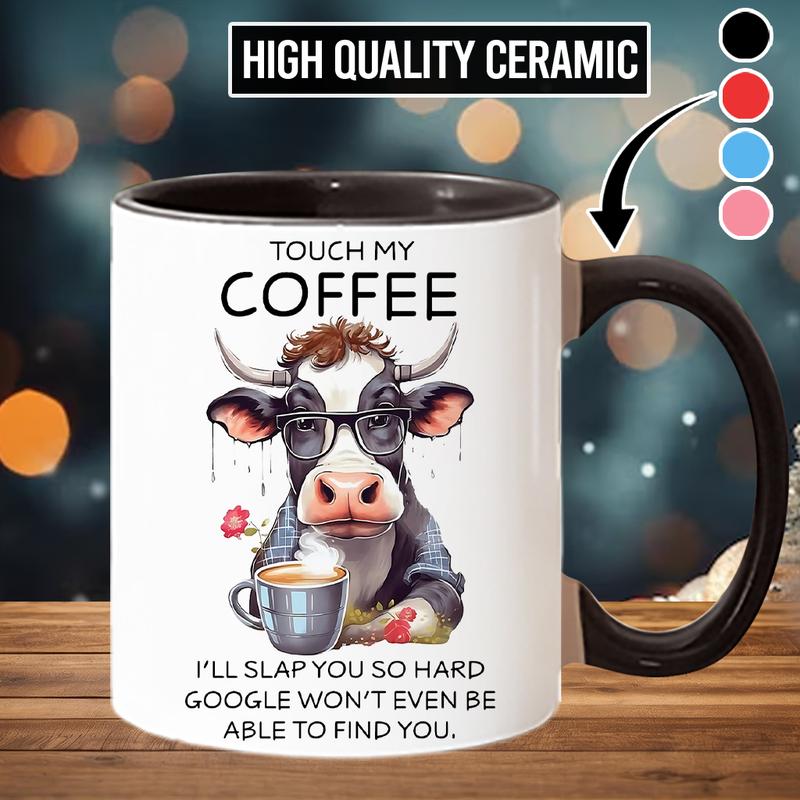 HIGH QUALITY CERAMIC
TOUCH MY
COFFEE
I'LL SLAP YOU SO HARD
GOOGLE WON'T EVEN BE
ABLE TO FIND YOU.